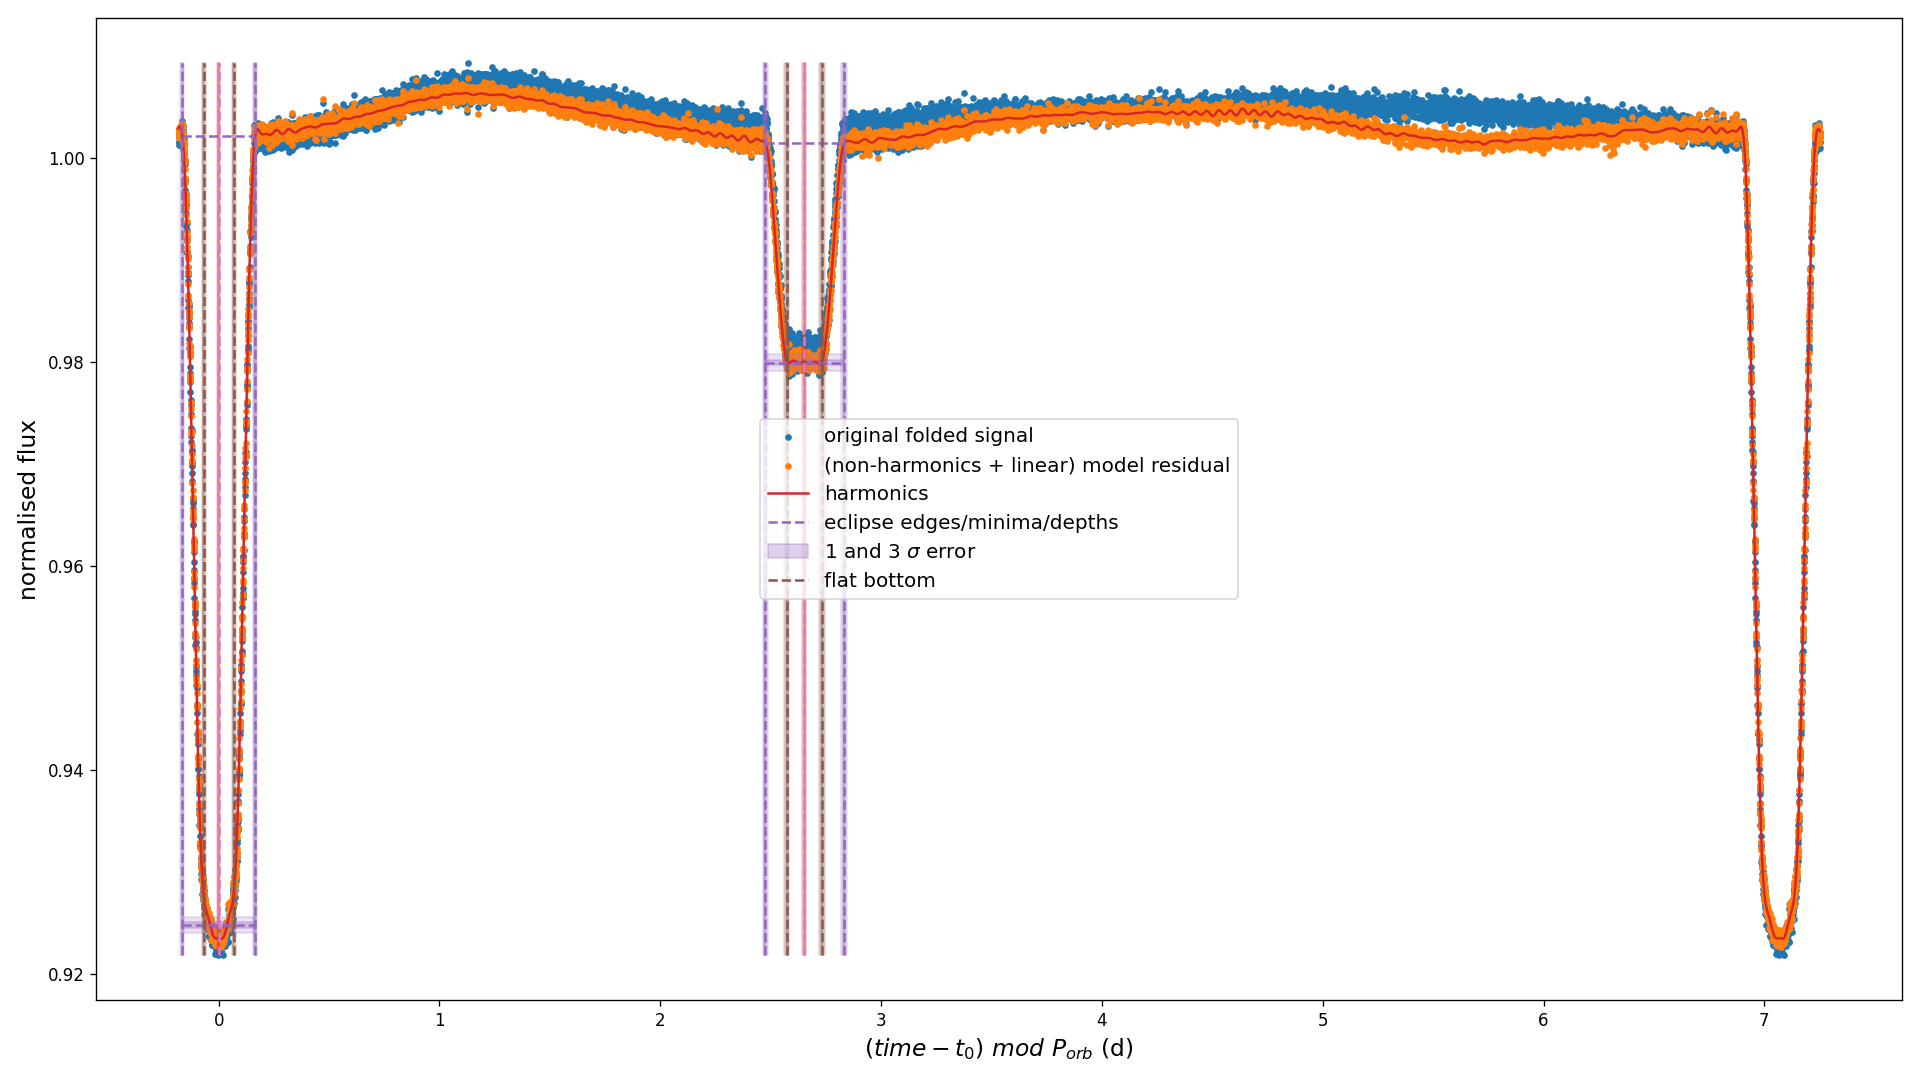 normalised flux
1.00
0.98
0.96
0.94
0.92
original folded signal
(non-harmonics + linear) model residual
harmonics
eclipse edges/minima/depths
1 and 3 σ error
flat bottom
0 1 2 3 4 5 6 7
(time − t₀) mod P_orb (d)